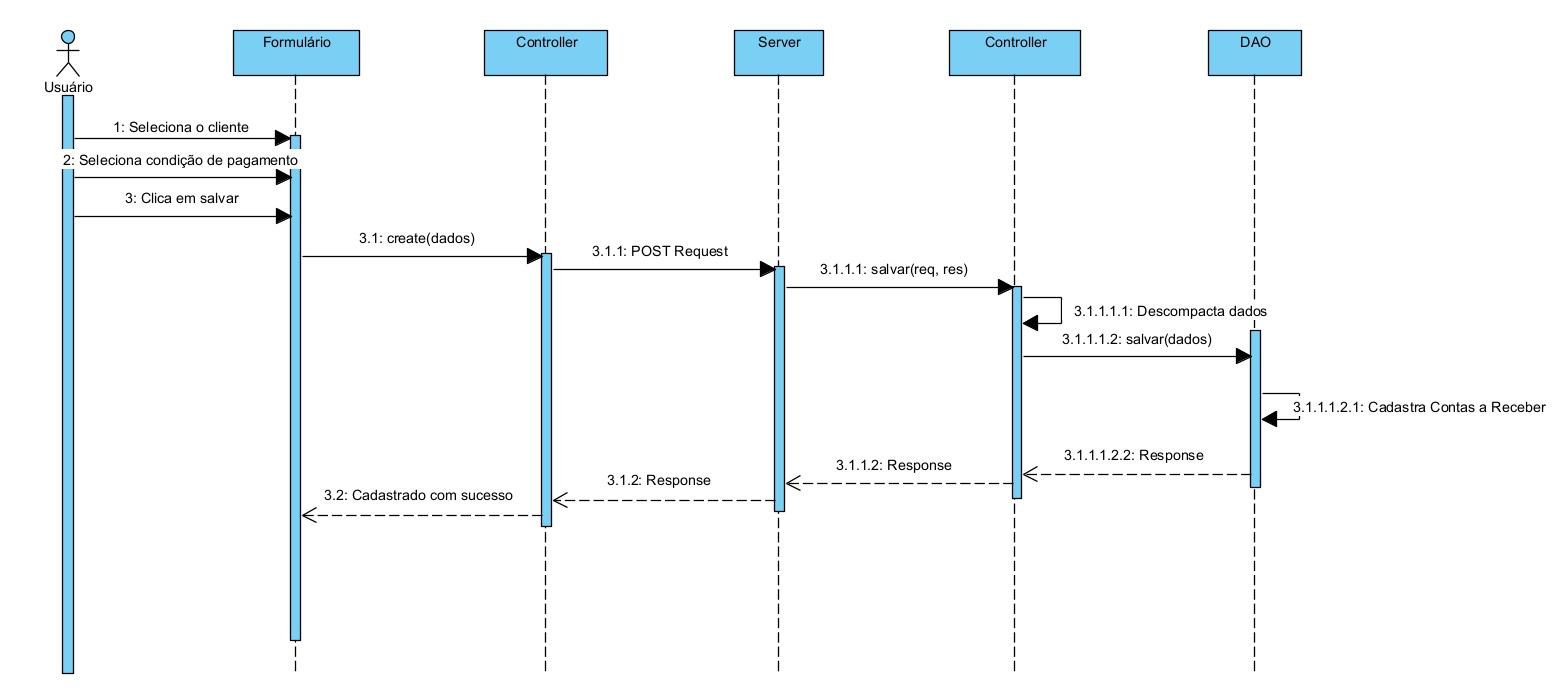 Formulário
Controller
Server
Controller
DAO
Usuário
1: Seleciona o cliente
2: Seleciona condição de pagamento
3: Clica em salvar
3.1: create(dados)
3.1.1: POST Request
3.1.1.1: salvar(req, res)
3.1.1.1.1: Descompacta dados
3.1.1.1.2: salvar(dados)
3.1.1.1.2.1: Cadastra Contas a Receber
3.1.1.1.2.2: Response
3.1.1.2: Response
3.1.2: Response
3.2: Cadastrado com sucesso